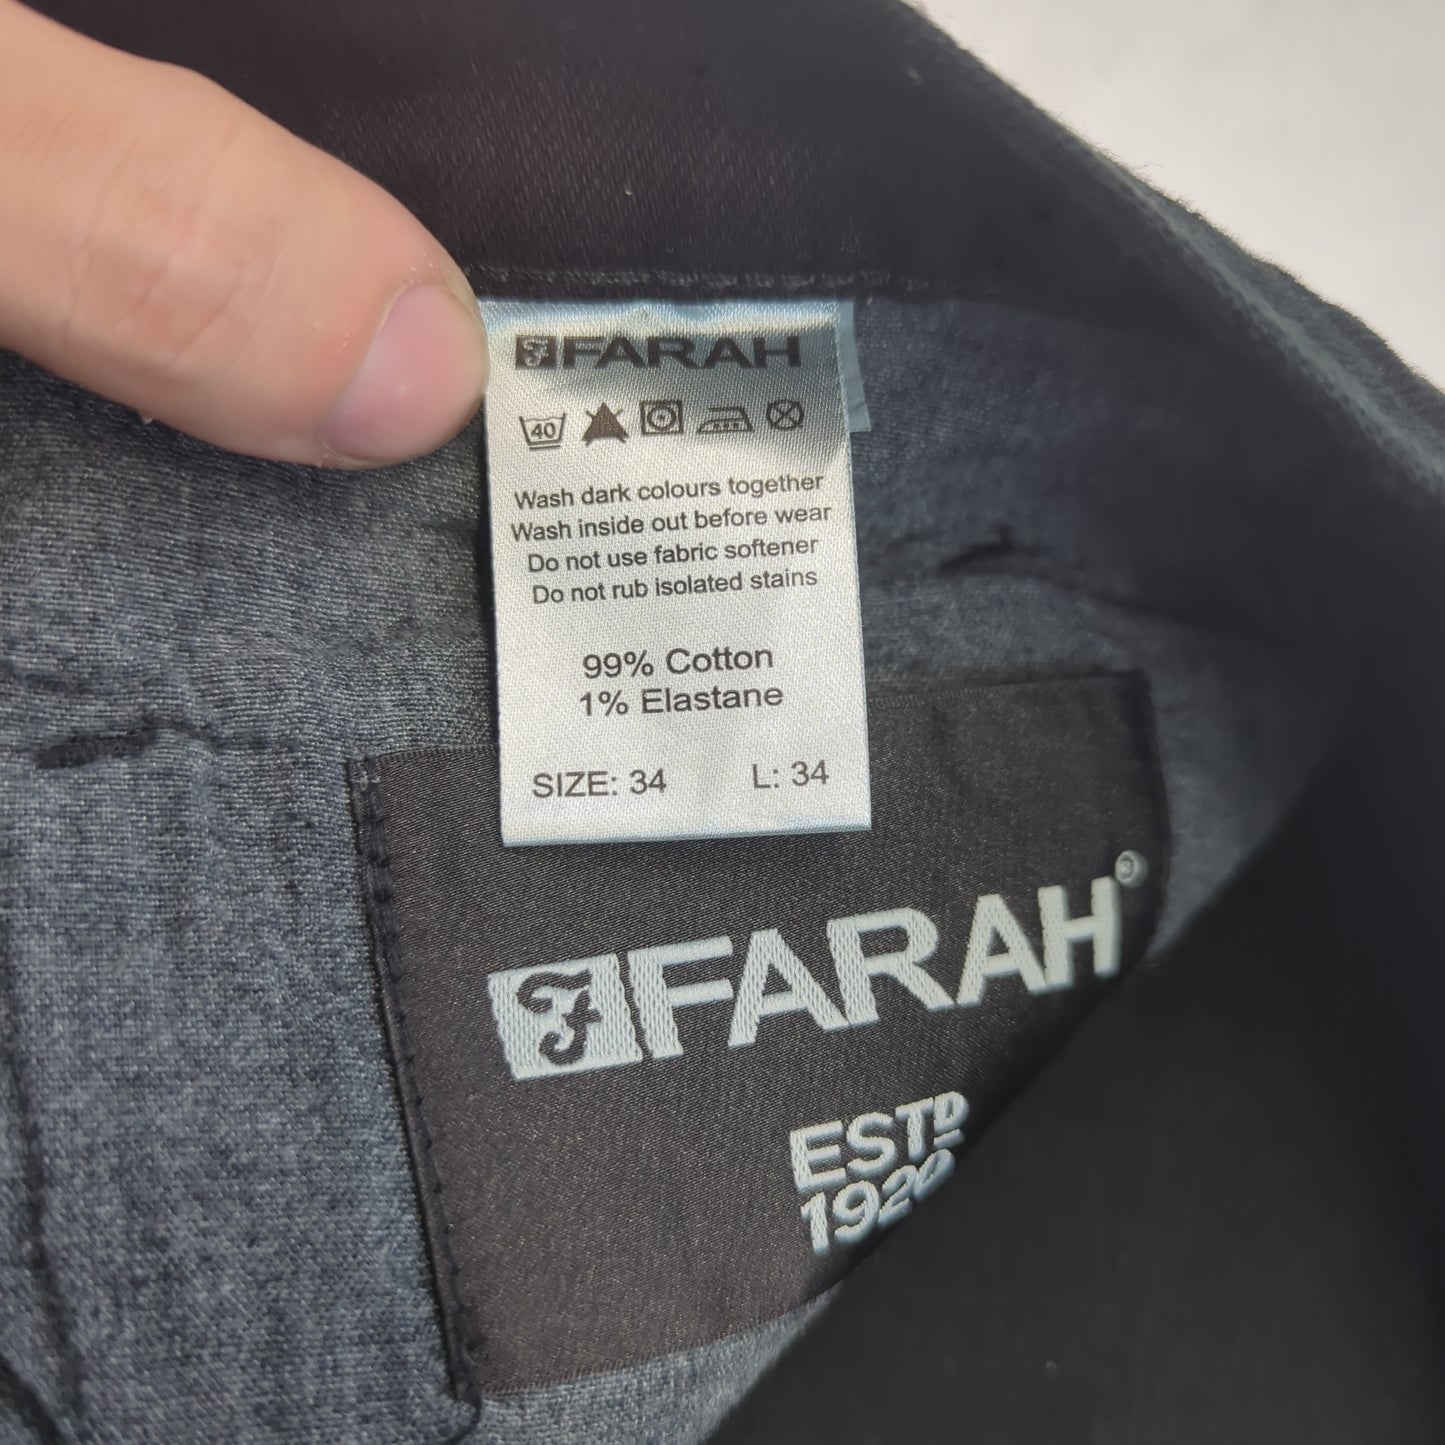 F FARAH
40
Wash dark colours together
Wash inside out before wear
Do not use fabric softener
Do not rub isolated stains
99% Cotton
1% Elastane
SIZE: 34 L: 34
F FARAH®
ESTD
1920